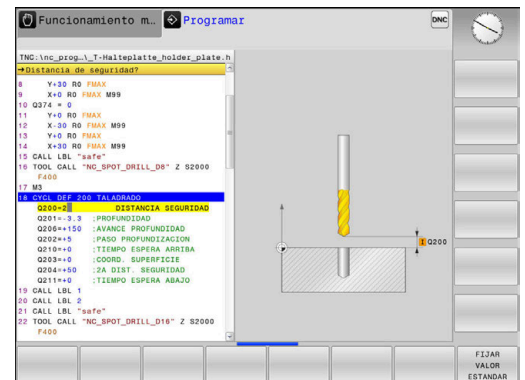 Funcionamiento m…
Programar
DNC
TNC:\nc_prog…\_T-Halteplatte_holder_plate.h
→Distancia de seguridad?
8 Y+30 R0 FMAX
9 X+0 R0 FMAX M99
10 Q374 = 0
11 Y+0 R0 FMAX
12 X-30 R0 FMAX M99
13 Y+0 R0 FMAX
14 X+30 R0 FMAX M99
15 CALL LBL "safe"
16 TOOL CALL "NC_SPOT_DRILL_D8" Z S2000
F400
17 M3
18 CYCL DEF 200 TALADRADO
Q200=2 DISTANCIA SEGURIDAD
Q201=-3.3 ;PROFUNDIDAD
Q206=+150 ;AVANCE PROFUNDIDAD
Q202=+5 ;PASO PROFUNDIZACION
Q210=+0 ;TIEMPO ESPERA ARRIBA
Q203=+0 ;COORD. SUPERFICIE
Q204=+50 ;2A DIST. SEGURIDAD
Q211=+0 ;TIEMPO ESPERA ABAJO
19 CALL LBL 1
20 CALL LBL 2
21 CALL LBL "safe"
22 TOOL CALL "NC_SPOT_DRILL_D16" Z S2000
F400
Q200
FIJAR
VALOR
ESTANDAR